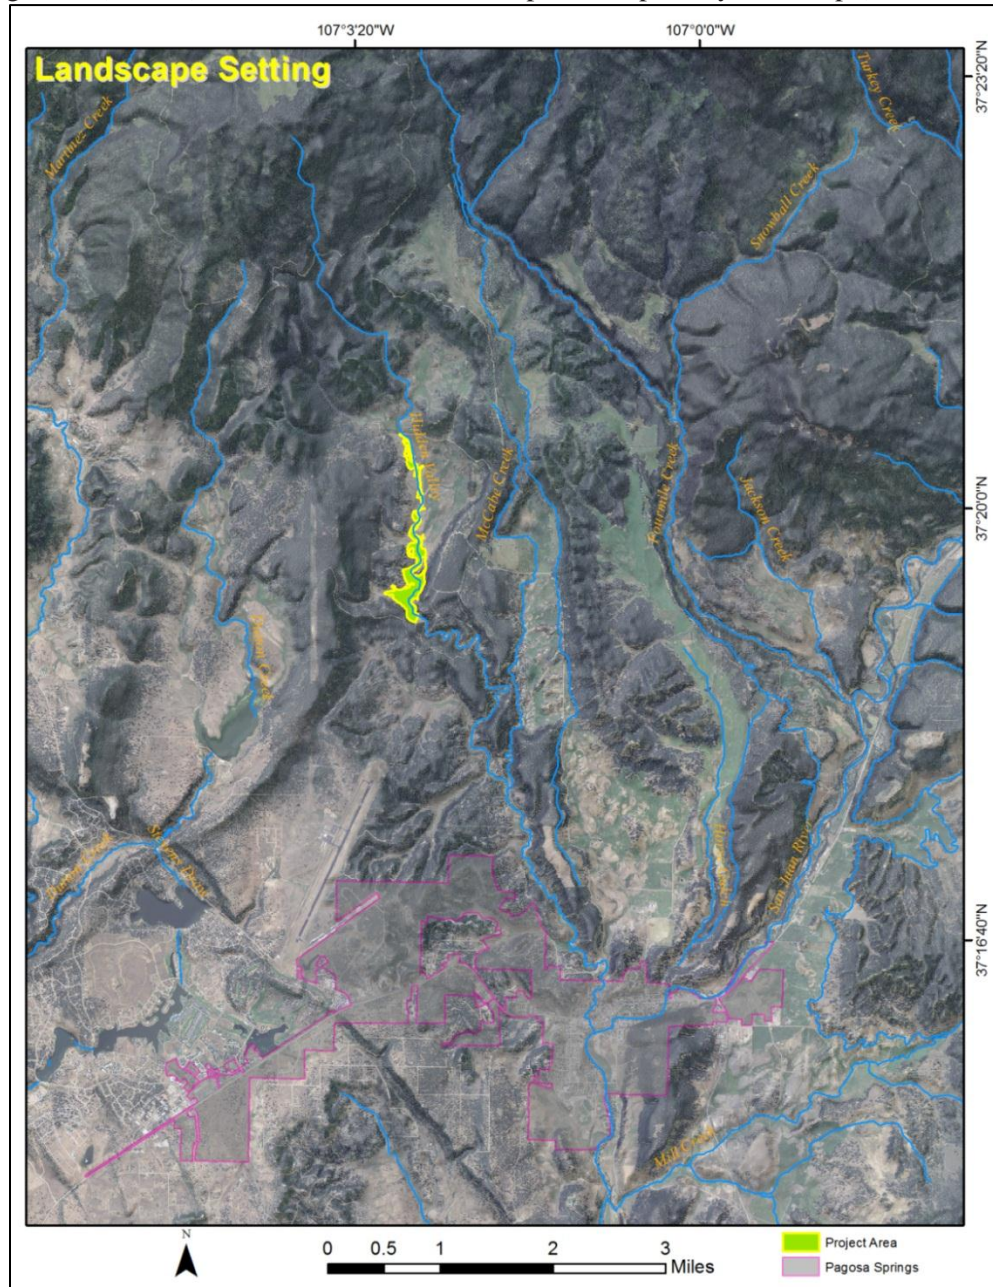 107°3'20"W
107°0'0"W
Landscape Setting
37°23'20"N
Turkey Creek
Martinez Creek
Snowball Creek
37°20'0"N
McCabe Creek
Fourmile Creek
Jackson Creek
San Juan River
37°16'40"N
Mill Creek
N
0 0.5 1 2 3
Miles
Project Area
Pagosa Springs